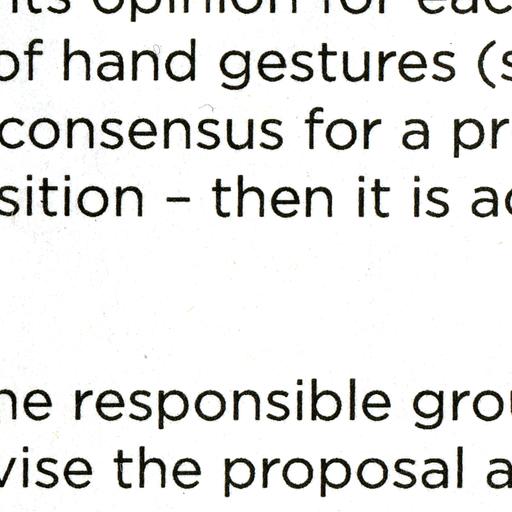 its opinion for eac
of hand gestures (s
consensus for a pr
sition – then it is ac
he responsible grou
vise the proposal a